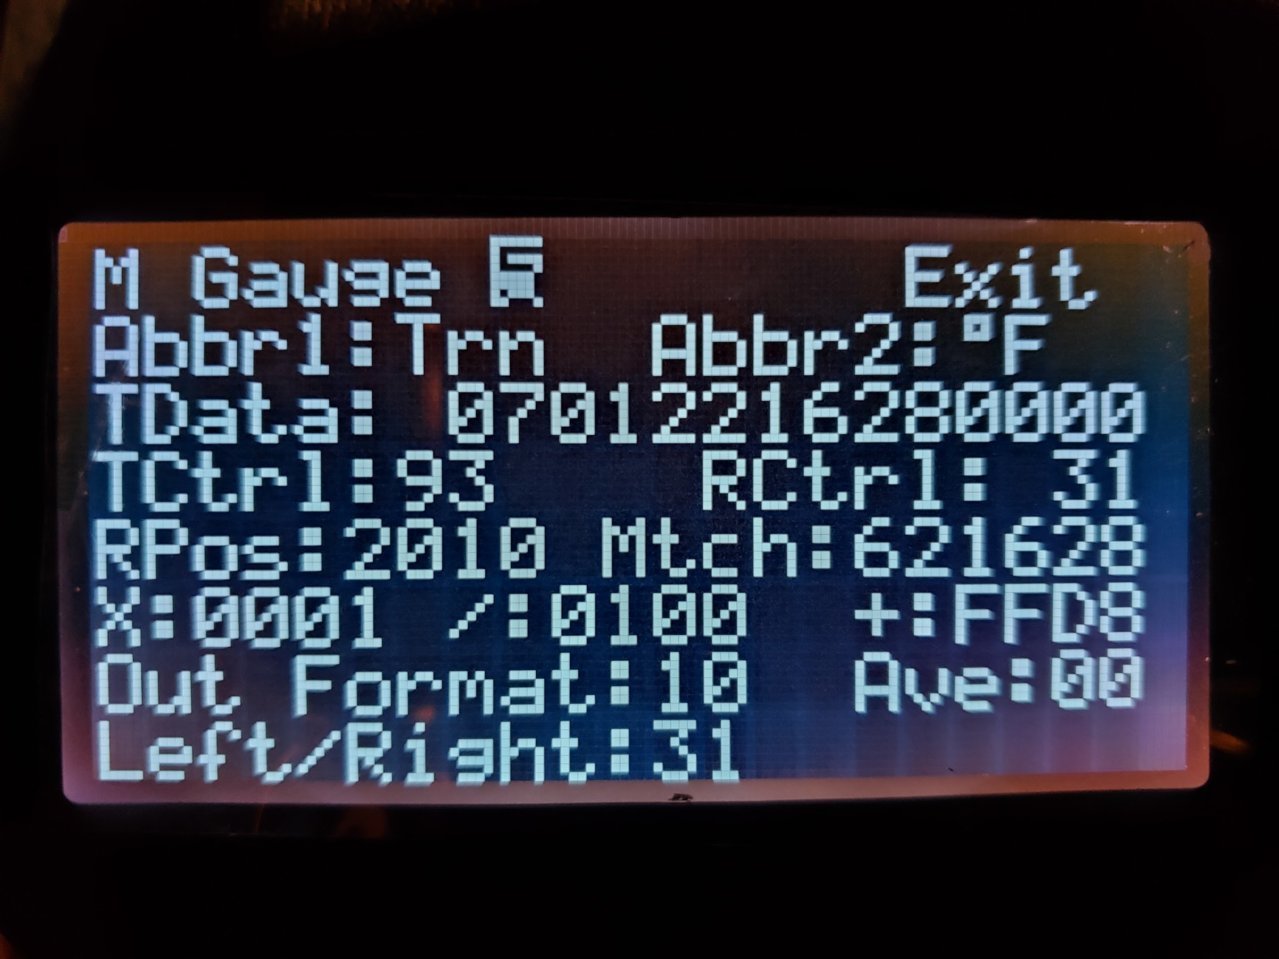 M Gauge 5 Exit
Abbr1:Trn Abbr2:°F
TData: 07012216280000
TCtrl:93 RCtrl: 31
RPos:2010 Mtch:621628
X:0001 /:0100 +:FFD8
Out Format:10 Ave:00
Left/Right:31